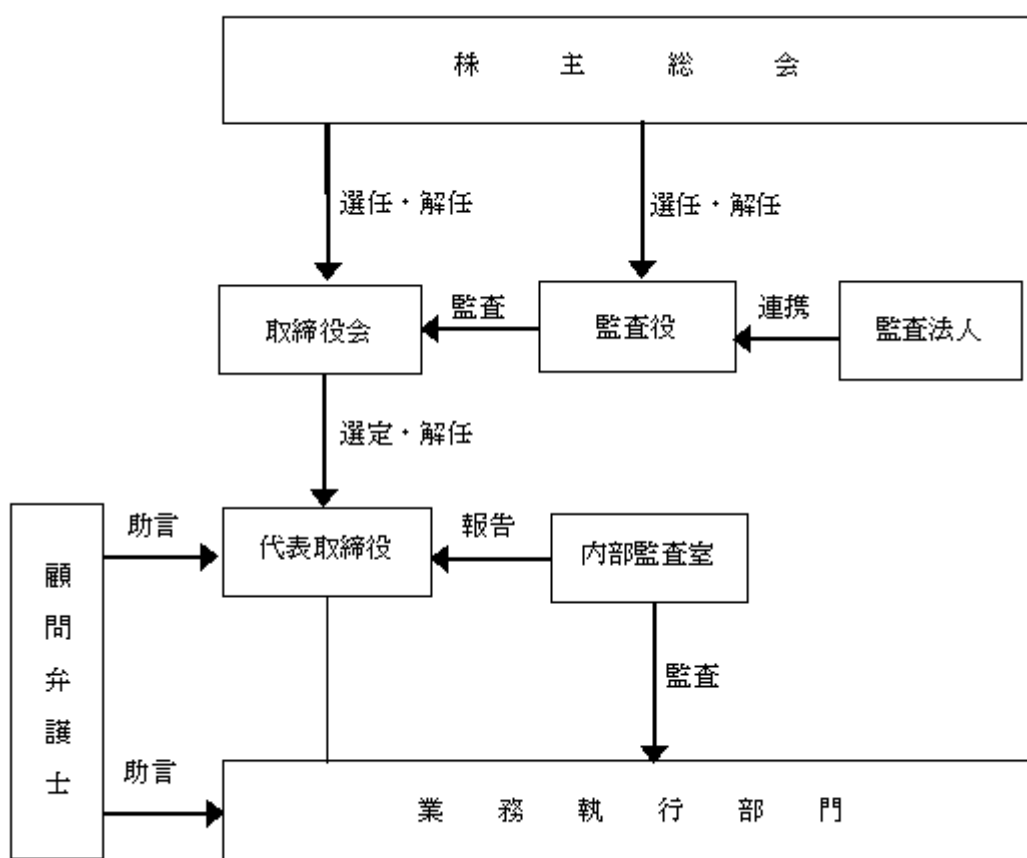 株主総会
選任・解任
選任・解任
取締役会
監査
監査役
連携
監査法人
選定・解任
顧問弁護士
助言
代表取締役
報告
内部監査室
監査
助言
業務執行部門